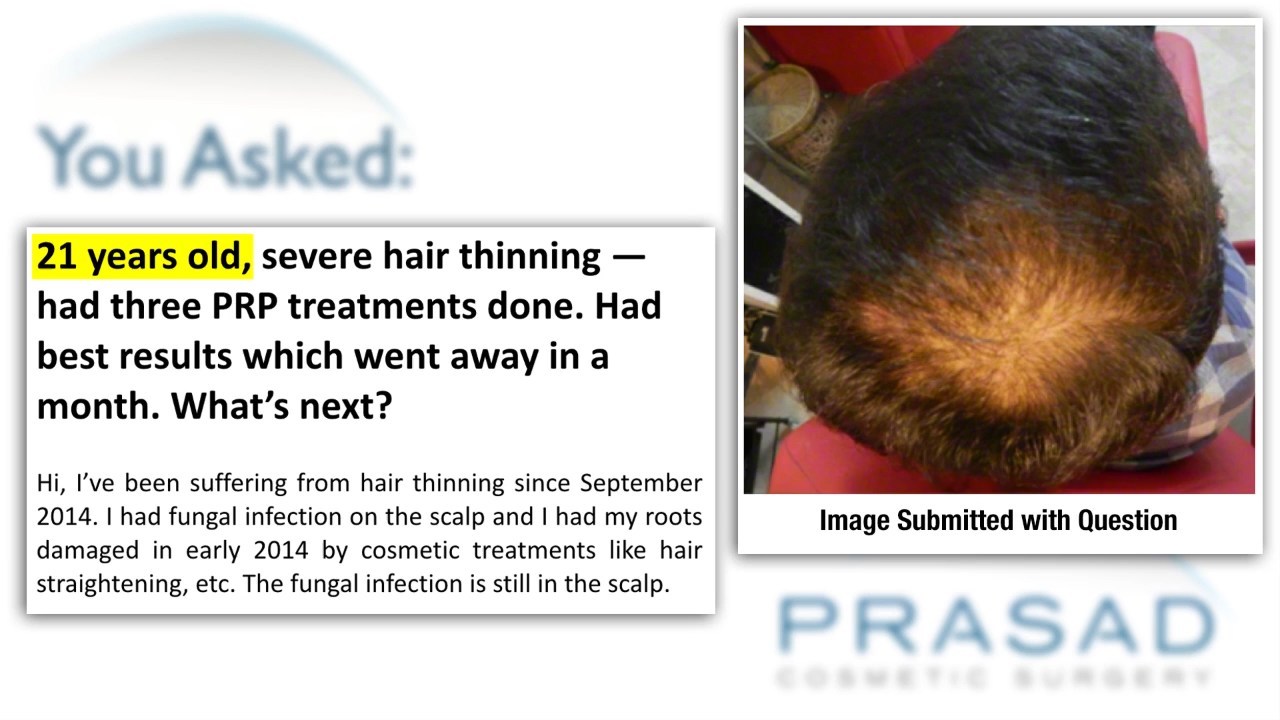 You Asked:
21 years old, severe hair thinning —
had three PRP treatments done. Had
best results which went away in a
month. What’s next?
Hi, I’ve been suffering from hair thinning since September
2014. I had fungal infection on the scalp and I had my roots
damaged in early 2014 by cosmetic treatments like hair
straightening, etc. The fungal infection is still in the scalp.
Image Submitted with Question
PRASAD
COSMETIC SURGERY